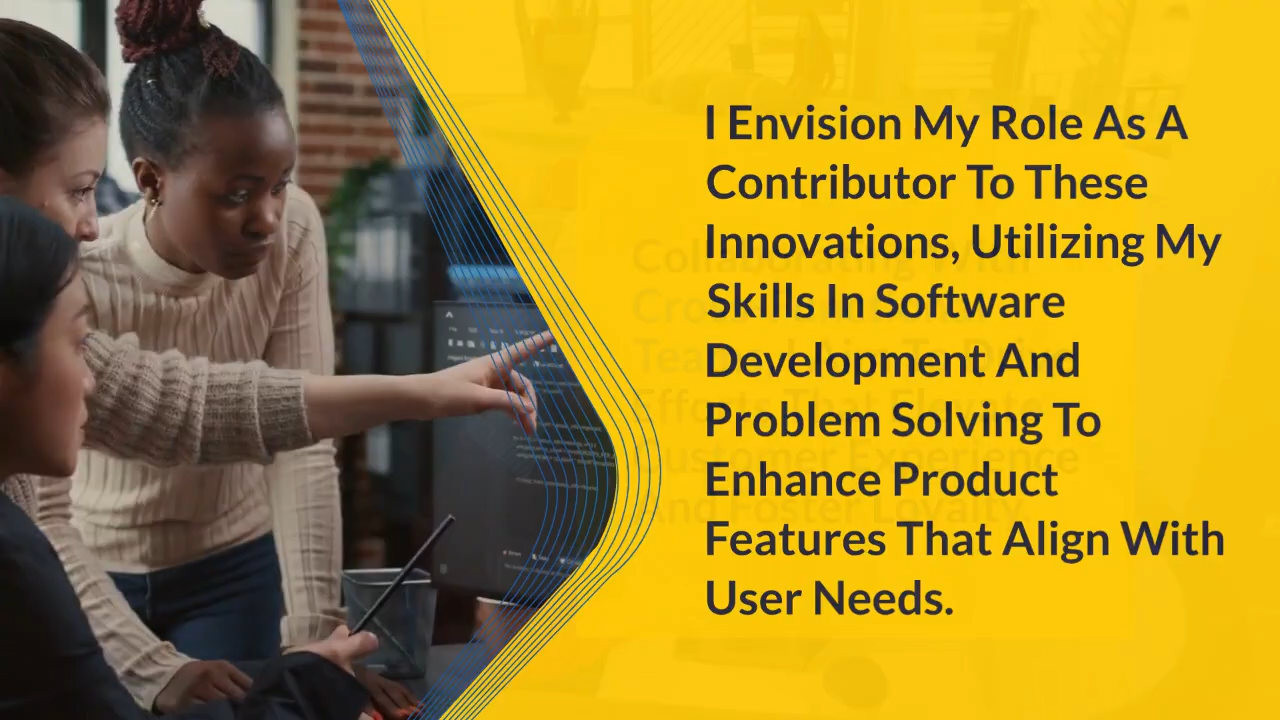 I Envision My Role As A
Contributor To These
Innovations, Utilizing My
Skills In Software
Development And
Problem Solving To
Enhance Product
Features That Align With
User Needs.